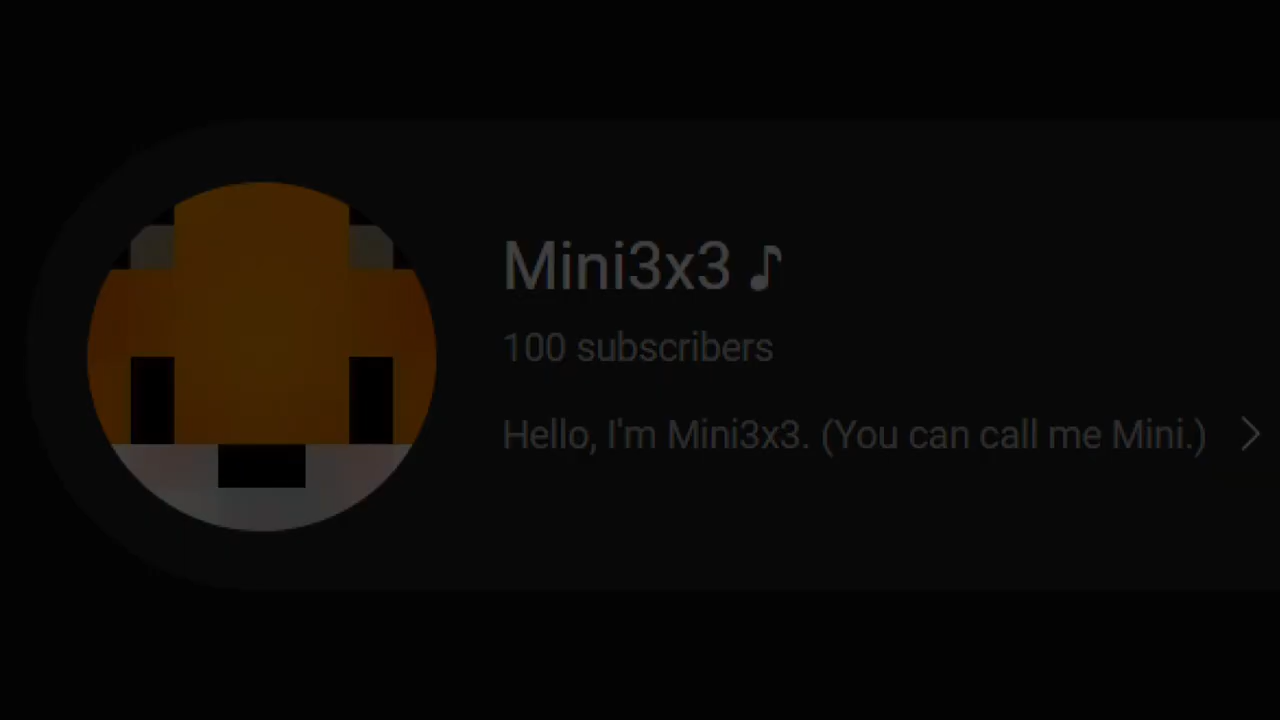 Mini3x3 ♪
100 subscribers
Hello, I'm Mini3x3. (You can call me Mini.)